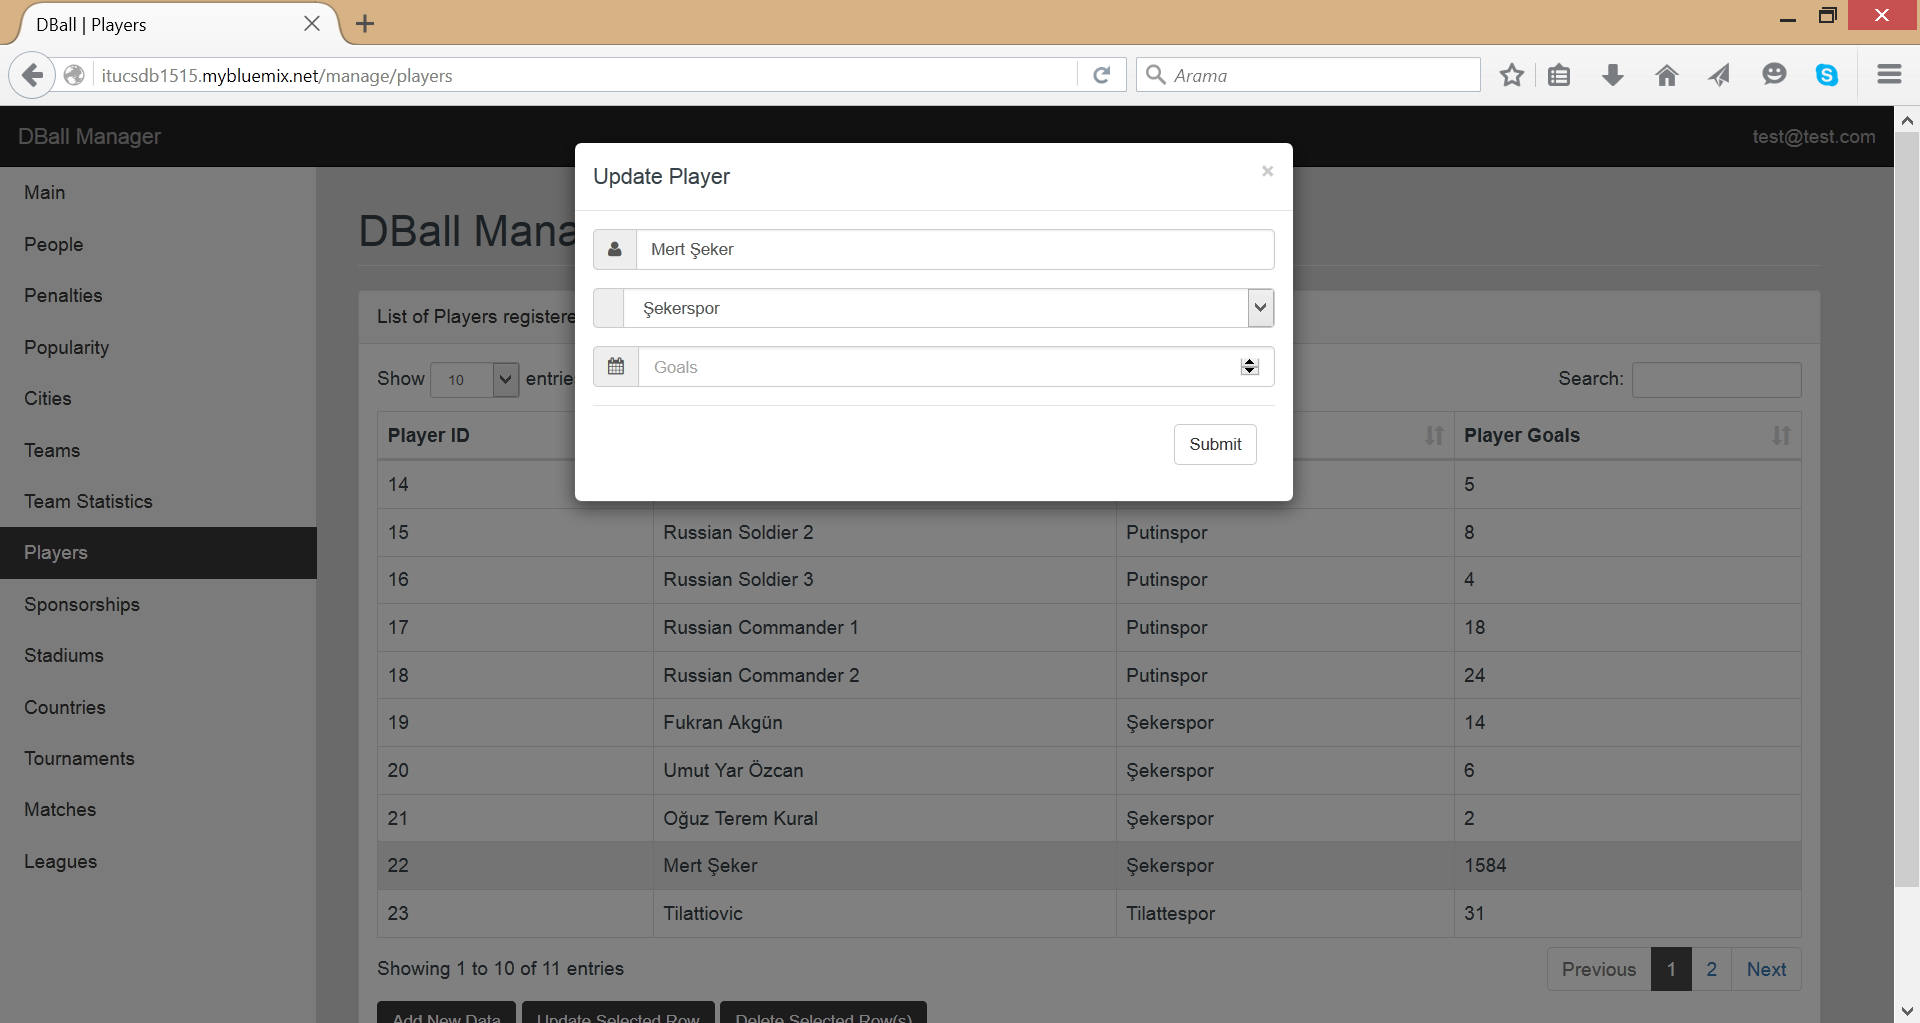 DBall | Players
itucsdb1515.mybluemix.net/manage/players
Arama
DBall Manager
test@test.com
Update Player
×
Mert Şeker
Şekerspor
Goals
Submit
Main
People
Penalties
Popularity
Cities
Teams
Team Statistics
Players
Sponsorships
Stadiums
Countries
Tournaments
Matches
Leagues
DBall Mana
List of Players registere
Show 10 entrie
Search:
Player ID Player Goals
14 5
15 Russian Soldier 2 Putinspor 8
16 Russian Soldier 3 Putinspor 4
17 Russian Commander 1 Putinspor 18
18 Russian Commander 2 Putinspor 24
19 Fukran Akgün Şekerspor 14
20 Umut Yar Özcan Şekerspor 6
21 Oğuz Terem Kural Şekerspor 2
22 Mert Şeker Şekerspor 1584
23 Tilattiovic Tilattespor 31
Showing 1 to 10 of 11 entries
Previous 1 2 Next
Add New Data Update Selected Row Delete Selected Row(s)